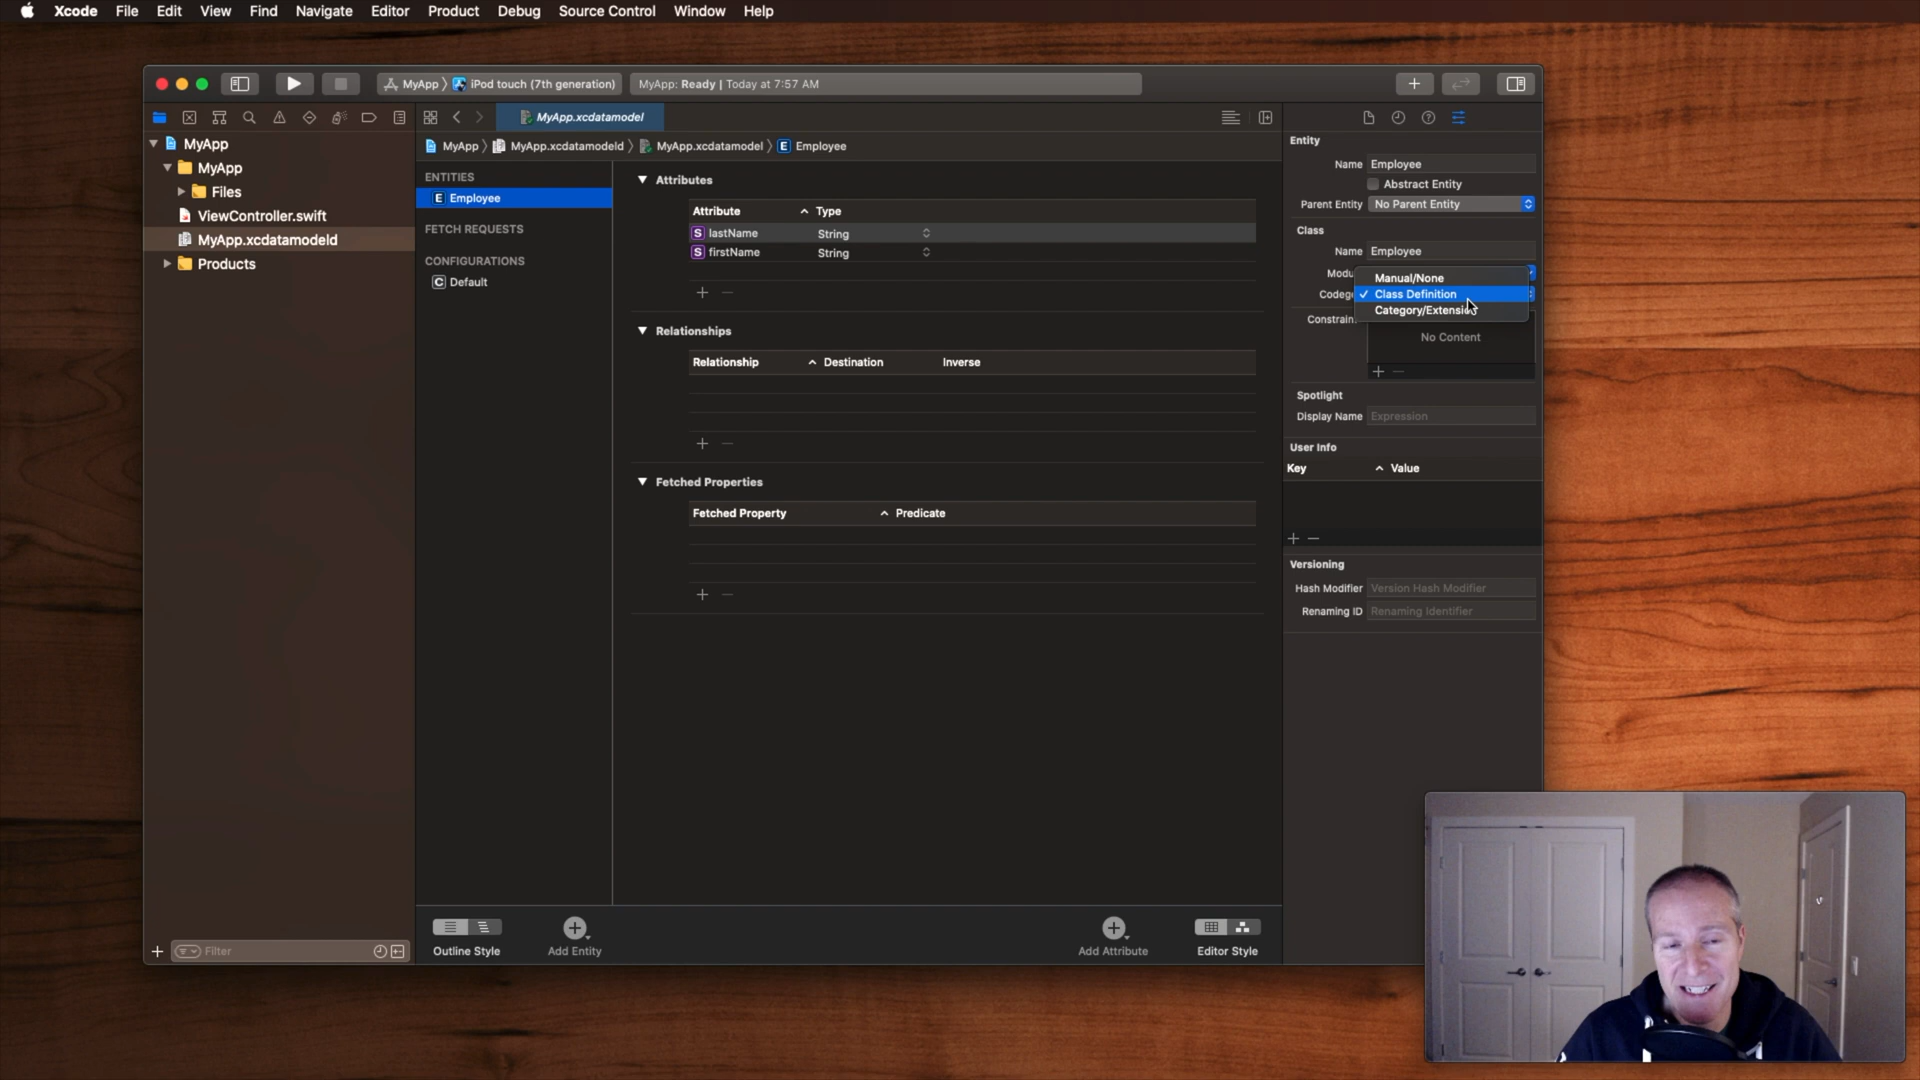 Xcode File Edit View Find Navigate Editor Product Debug Source Control Window Help
MyApp iPod touch (7th generation) MyApp: Ready | Today at 7:57 AM
MyApp.xcdatamodel
MyApp MyApp.xcdatamodeld MyApp.xcdatamodel E Employee
MyApp
MyApp
Files
ViewController.swift
MyApp.xcdatamodeld
Products
Filter
ENTITIES
E Employee
FETCH REQUESTS
CONFIGURATIONS
C Default
Attributes
Attribute Type
S lastName String
S firstName String
Relationships
Relationship Destination Inverse
Fetched Properties
Fetched Property Predicate
Outline Style Add Entity Add Attribute Editor Style
Entity
Name Employee
Abstract Entity
Parent Entity No Parent Entity
Class
Name Employee
Manual/None
Class Definition
Category/Extension
No Content
Spotlight
Display Name Expression
User Info
Key Value
Versioning
Hash Modifier Version Hash Modifier
Renaming ID Renaming Identifier